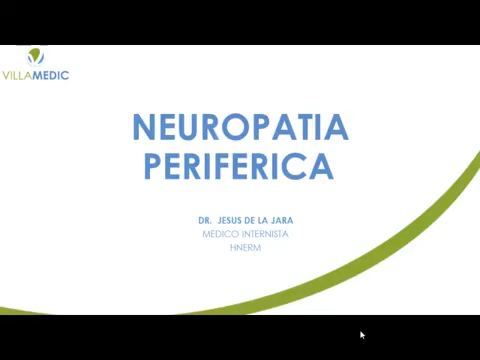 VILLAMEDIC
NEUROPATIA
PERIFERICA
DR. JESUS DE LA JARA
MEDICO INTERNISTA
HNERM